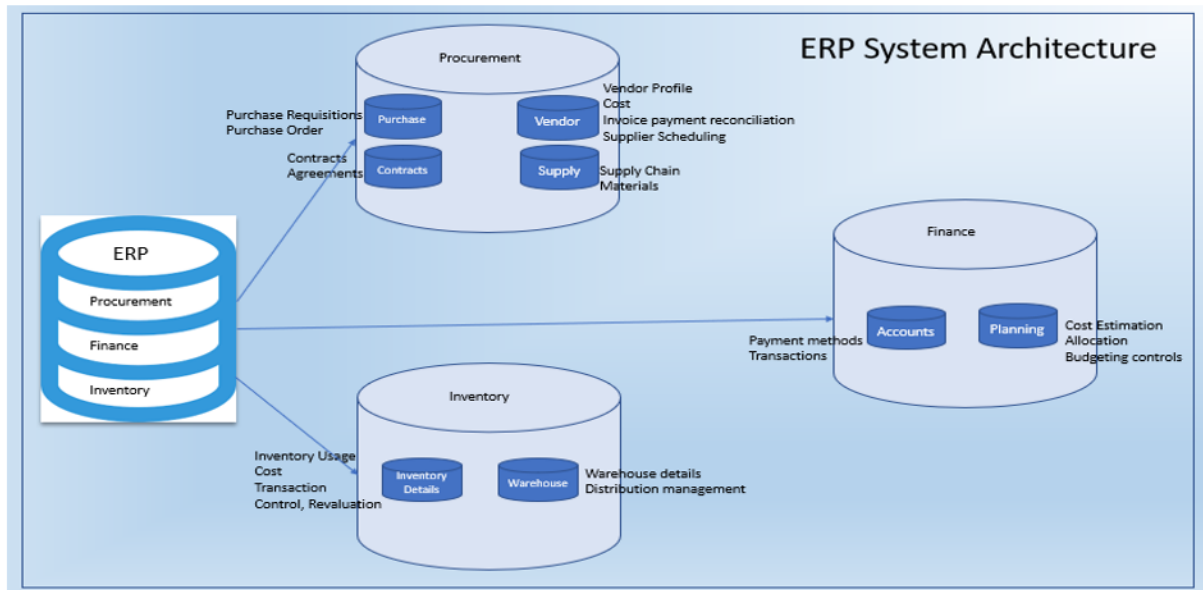 ERP System Architecture
Procurement
Purchase Requisitions
Purchase Order
Purchase
Contracts
Agreements
Contracts
Vendor
Vendor Profile
Cost
Invoice payment reconciliation
Supplier Scheduling
Supply
Supply Chain
Materials
ERP
Procurement
Finance
Inventory
Finance
Payment methods
Transactions
Accounts
Planning
Cost Estimation
Allocation
Budgeting controls
Inventory
Inventory Usage
Cost
Transaction
Control, Revaluation
Inventory
Details
Warehouse
Warehouse details
Distribution management